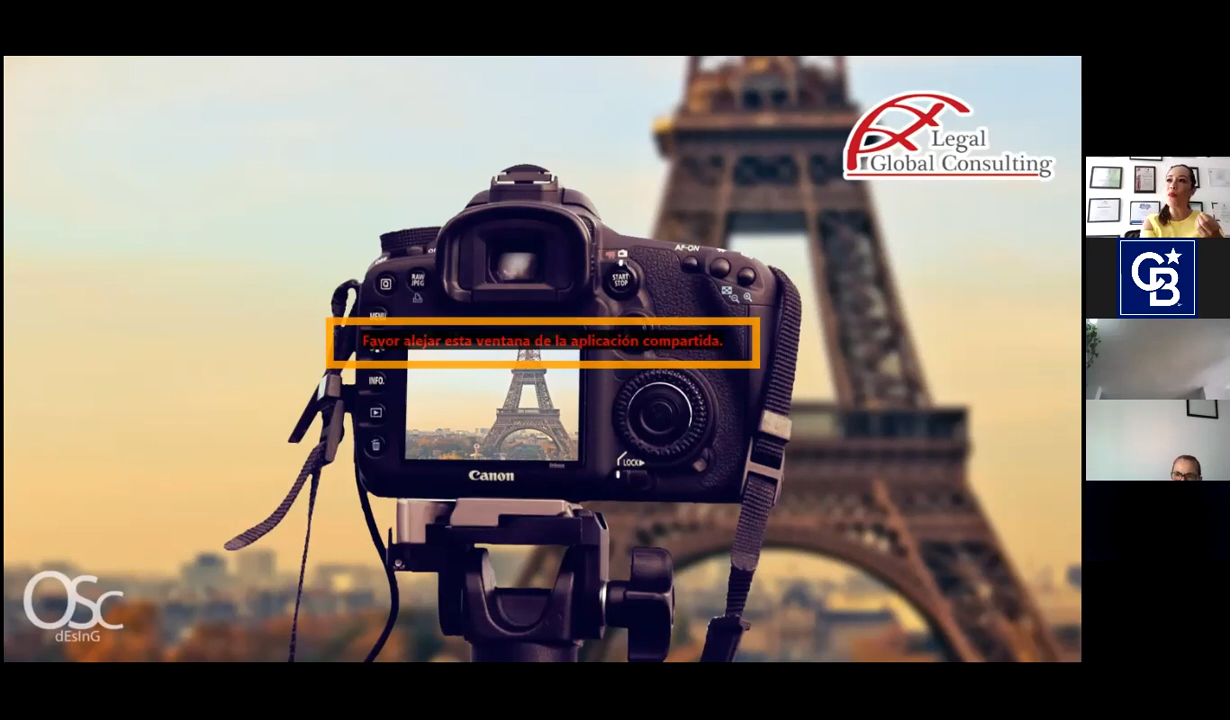 Legal
Global Consulting
AF-ON
RAW
JPEG
START
STOP
Q
MENU
Favor alejar esta ventana de la aplicación compartida.
INFO.
LOCK
Canon
OSc
dEsInG
CB